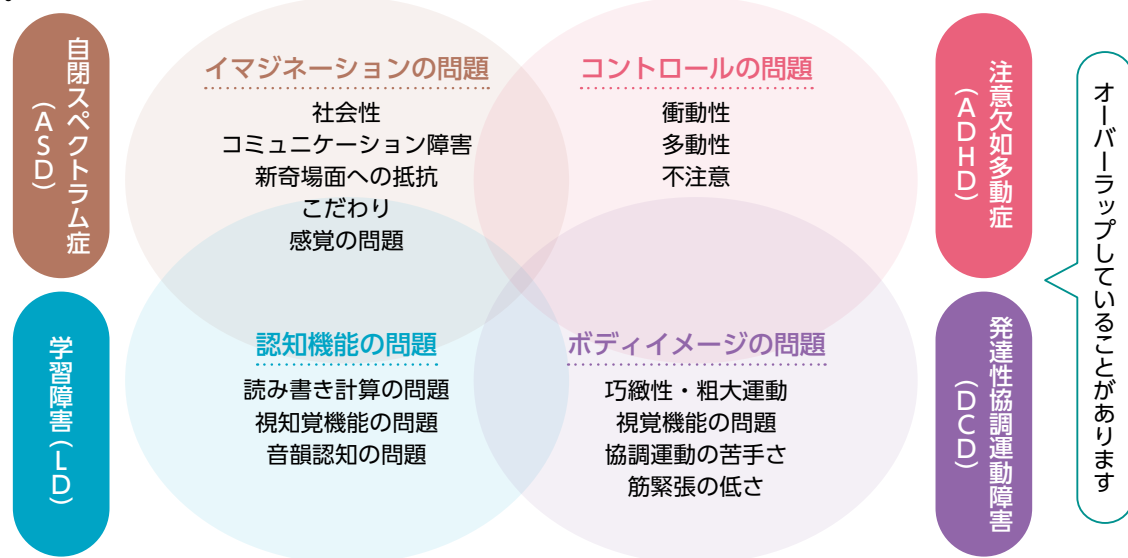 自閉スペクトラム症
（ASD）
イマジネーションの問題
社会性
コミュニケーション障害
新奇場面への抵抗
こだわり
感覚の問題
コントロールの問題
衝動性
多動性
不注意
注意欠如多動症
（ADHD）
学習障害（LD）
認知機能の問題
読み書き計算の問題
視知覚機能の問題
音韻認知の問題
ボディイメージの問題
巧緻性・粗大運動
視覚機能の問題
協調運動の苦手さ
筋緊張の低さ
発達性協調運動障害
（DCD）
オーバーラップしていることがあります